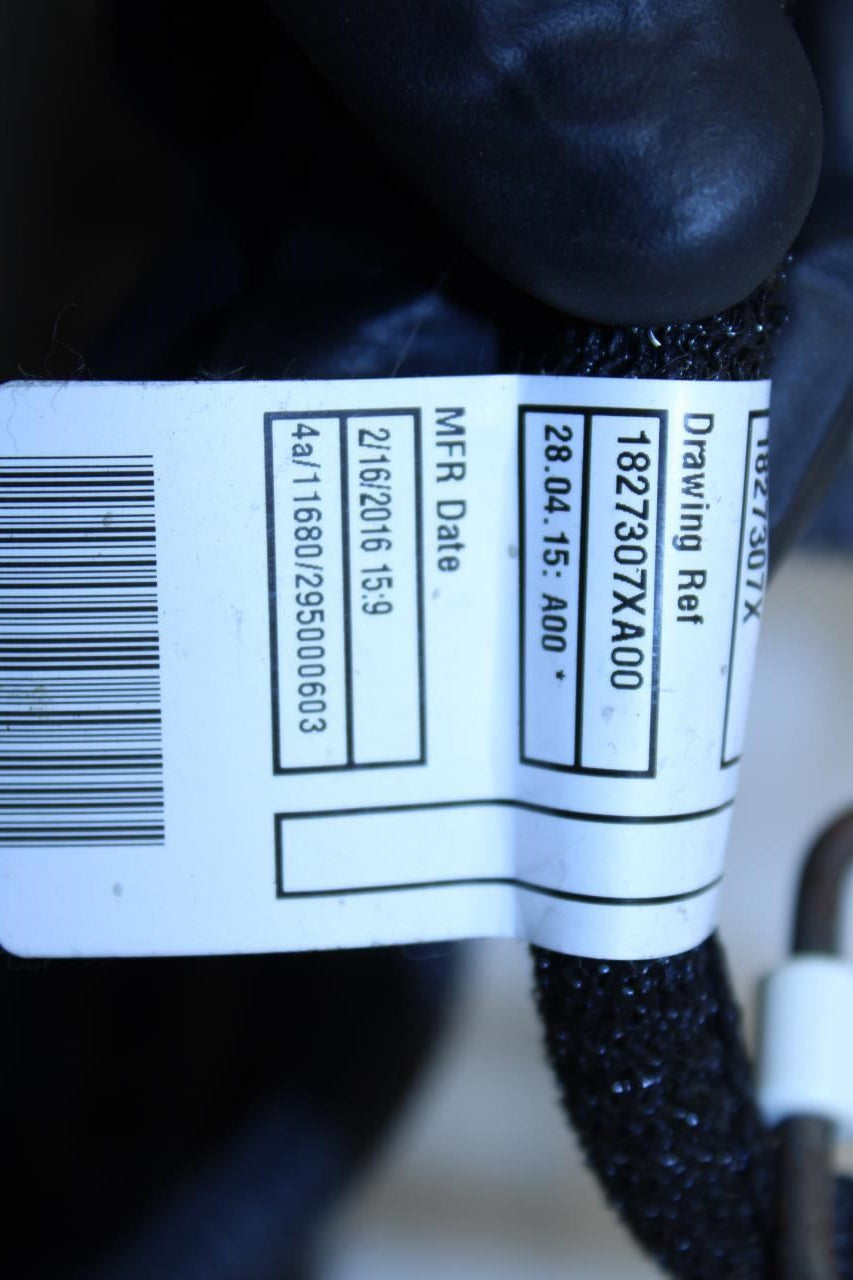 1827307X
Drawing Ref
1827307XA00
28.04.15: A00 *
MFR Date
2/16/2016 15:9
4a/11680/295000603